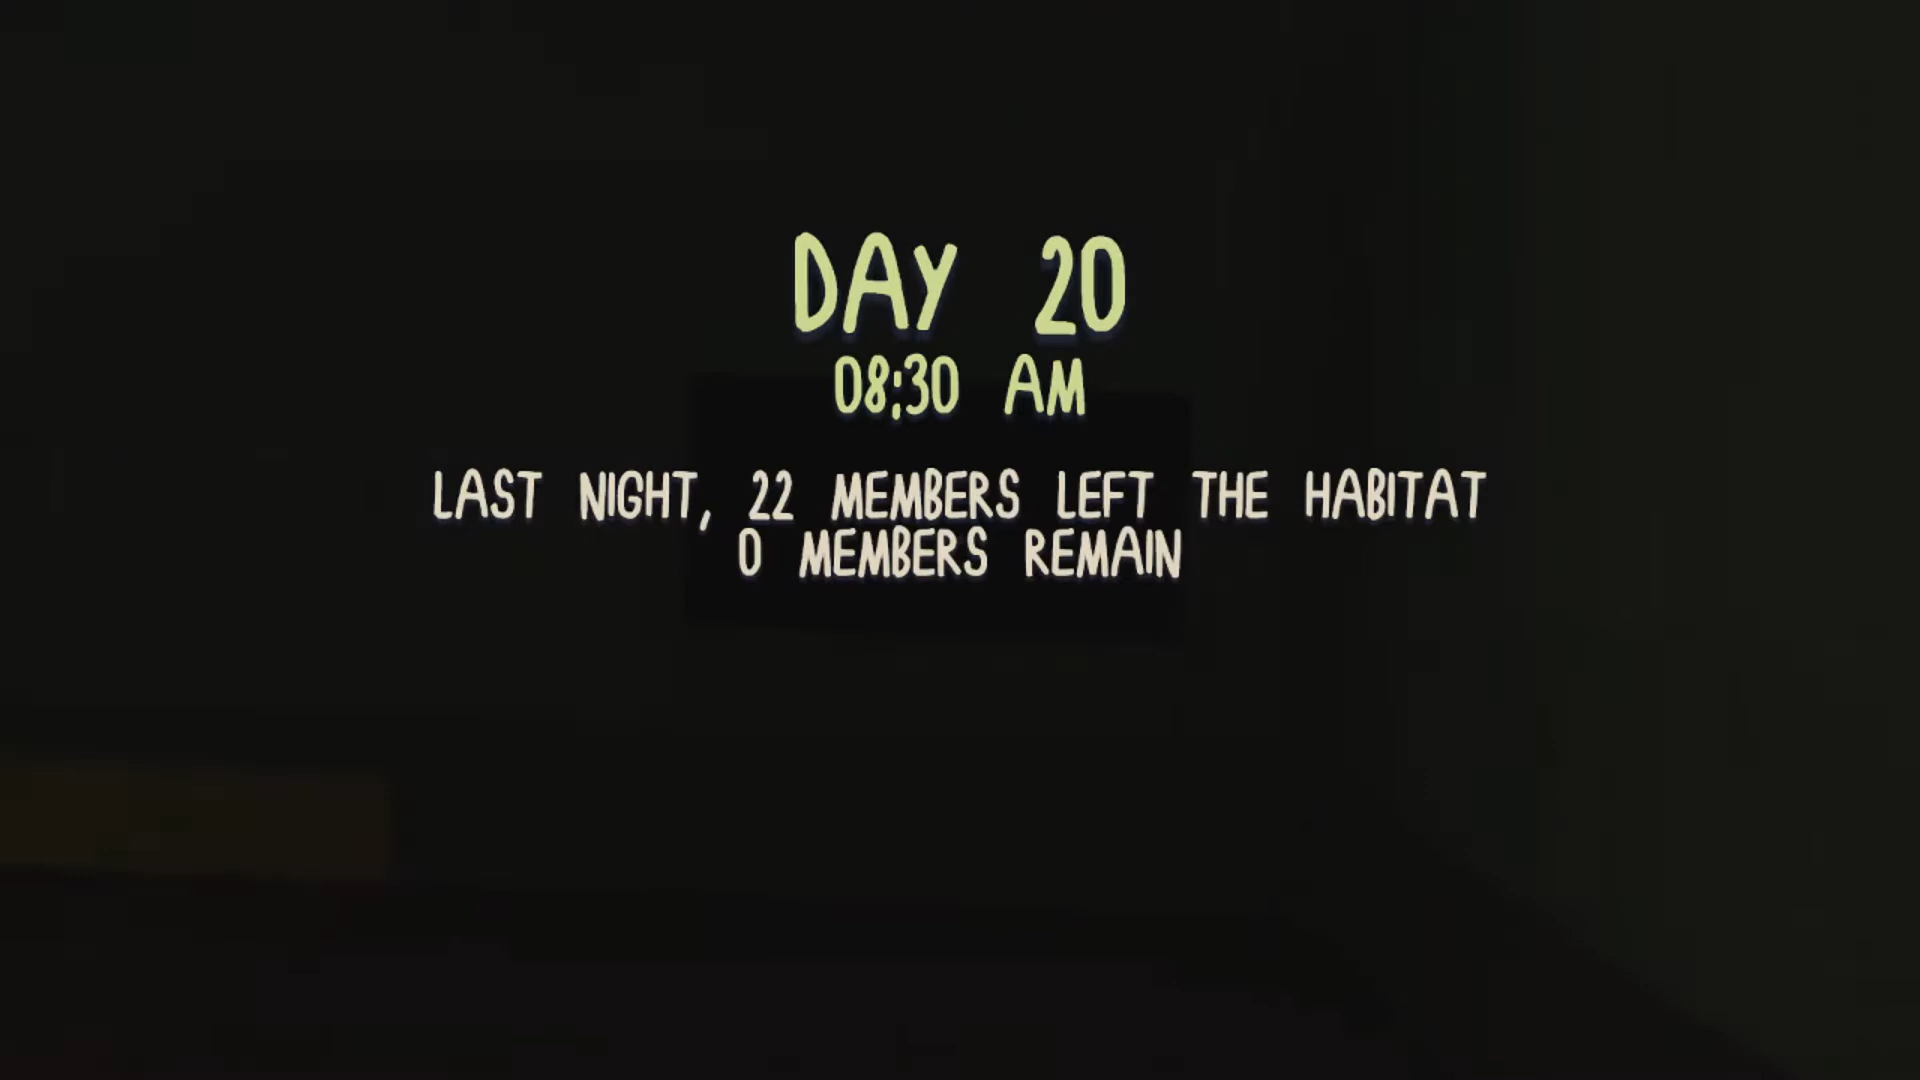 DAY 20
08:30 AM
LAST NIGHT, 22 MEMBERS LEFT THE HABITAT
0 MEMBERS REMAIN